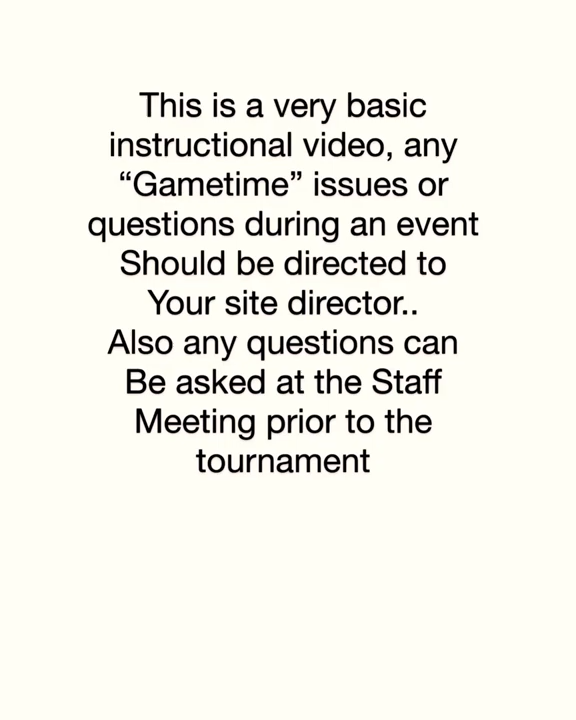 This is a very basic
instructional video, any
“Gametime” issues or
questions during an event
Should be directed to
Your site director..
Also any questions can
Be asked at the Staff
Meeting prior to the
tournament